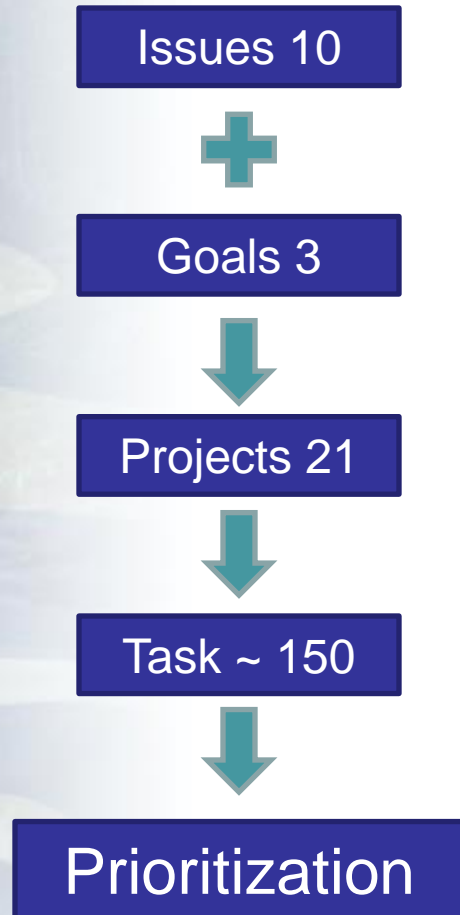 Issues 10
Goals 3
Projects 21
Task ~ 150
Prioritization